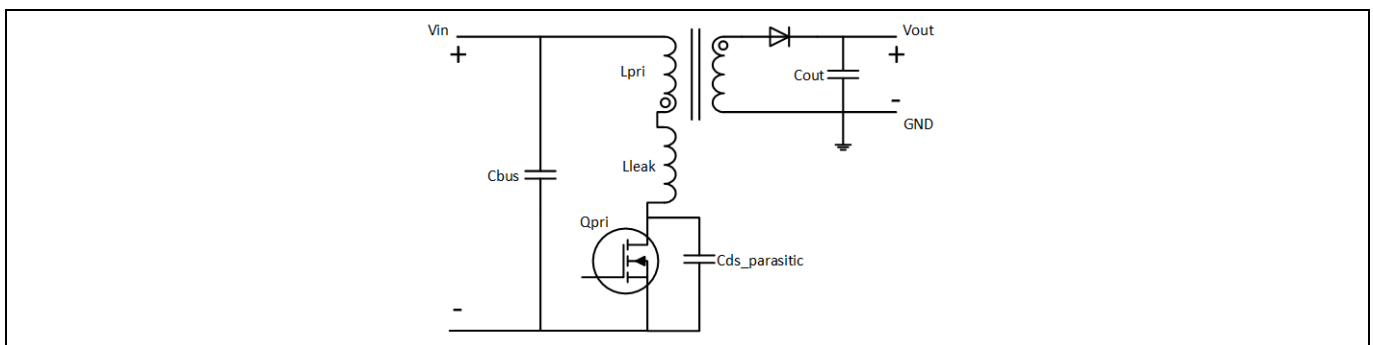 Vin
Vout
+
+
Lpri
Cout
-
GND
Lleak
Cbus
Qpri
Cds_parasitic
-